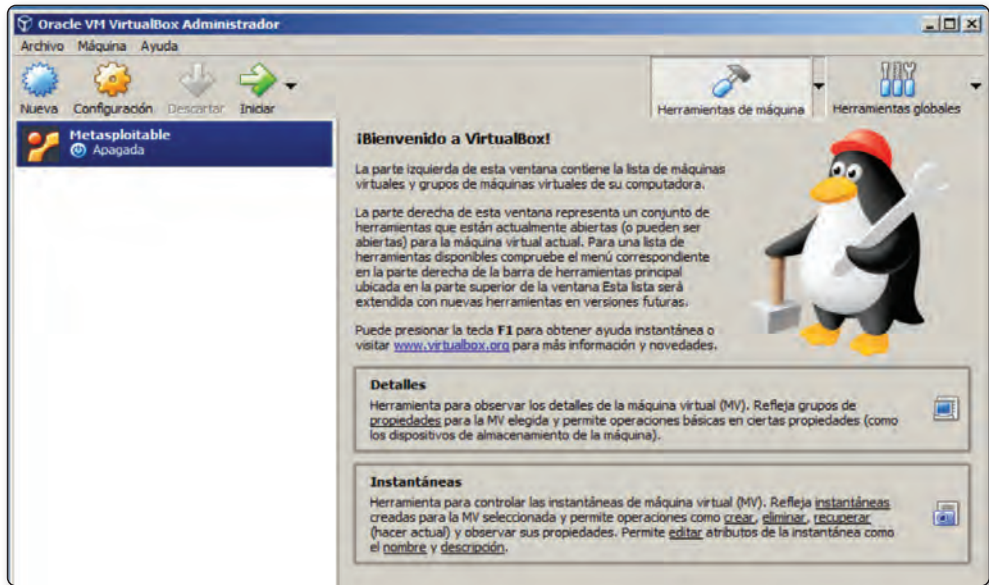 Oracle VM VirtualBox Administrador
Archivo Máquina Ayuda
Nueva Configuración Descartar Iniciar Herramientas de máquina Herramientas globales
Metasploitable
Apagada
¡Bienvenido a VirtualBox!
La parte izquierda de esta ventana contiene la lista de máquinas
virtuales y grupos de máquinas virtuales de su computadora.
La parte derecha de esta ventana representa un conjunto de
herramientas que están actualmente abiertas (o pueden ser
abiertas) para la máquina virtual actual. Para una lista de
herramientas disponibles compruebe el menú correspondiente
en la parte derecha de la barra de herramientas principal
ubicada en la parte superior de la ventana Esta lista será
extendida con nuevas herramientas en versiones futuras.
Puede presionar la tecla F1 para obtener ayuda instantánea o
visitar www.virtualbox.org para más información y novedades.
Detalles
Herramienta para observar los detalles de la máquina virtual (MV). Refleja grupos de
propiedades para la MV elegida y permite operaciones básicas en ciertas propiedades (como
los dispositivos de almacenamiento de la máquina).
Instantáneas
Herramienta para controlar las instantáneas de máquina virtual (MV). Refleja instantáneas
creadas para la MV seleccionada y permite operaciones como crear, eliminar, recuperar
(hacer actual) y observar sus propiedades. Permite editar atributos de la instantánea como
el nombre y descripción.